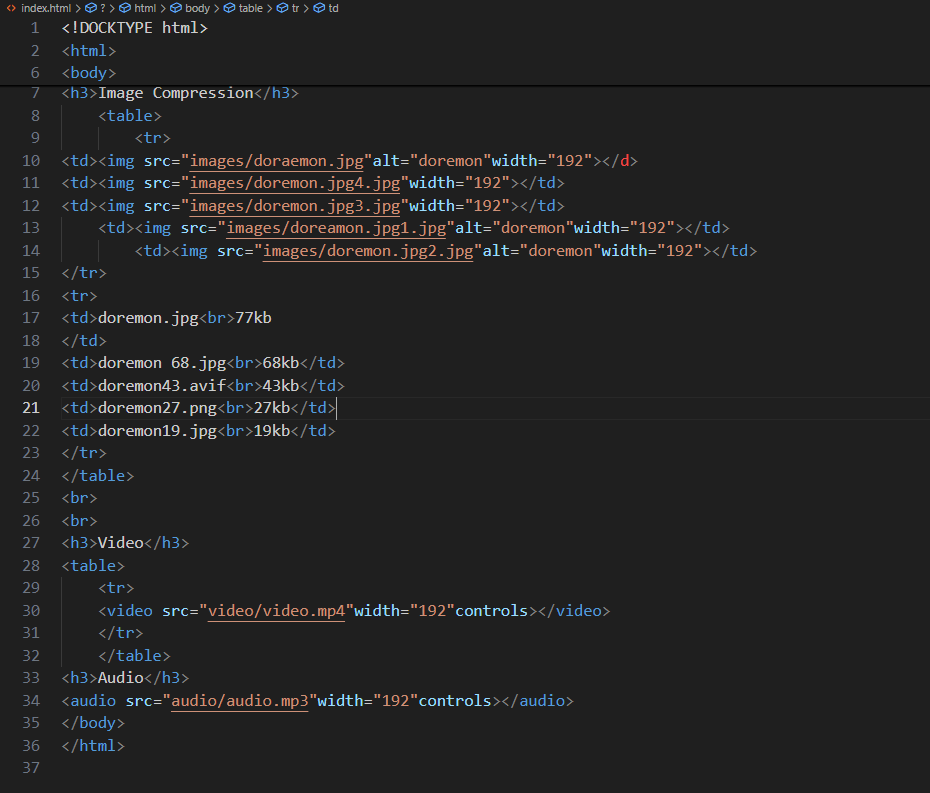 index.html > ? > html > body > table > tr > td
1 <!DOCKTYPE html>
2 <html>
6 <body>
7 <h3>Image Compression</h3>
8 <table>
9 <tr>
10 <td><img src="images/doraemon.jpg"alt="doremon"width="192"></d>
11 <td><img src="images/doremon.jpg4.jpg"width="192"></td>
12 <td><img src="images/doremon.jpg3.jpg"width="192"></td>
13 <td><img src="images/doreamon.jpg1.jpg"alt="doremon"width="192"></td>
14 <td><img src="images/doremon.jpg2.jpg"alt="doremon"width="192"></td>
15 </tr>
16 <tr>
17 <td>doremon.jpg<br>77kb
18 </td>
19 <td>doremon 68.jpg<br>68kb</td>
20 <td>doremon43.avif<br>43kb</td>
21 <td>doremon27.png<br>27kb</td>
22 <td>doremon19.jpg<br>19kb</td>
23 </tr>
24 </table>
25 <br>
26 <br>
27 <h3>Video</h3>
28 <table>
29 <tr>
30 <video src="video/video.mp4"width="192"controls></video>
31 </tr>
32 </table>
33 <h3>Audio</h3>
34 <audio src="audio/audio.mp3"width="192"controls></audio>
35 </body>
36 </html>
37